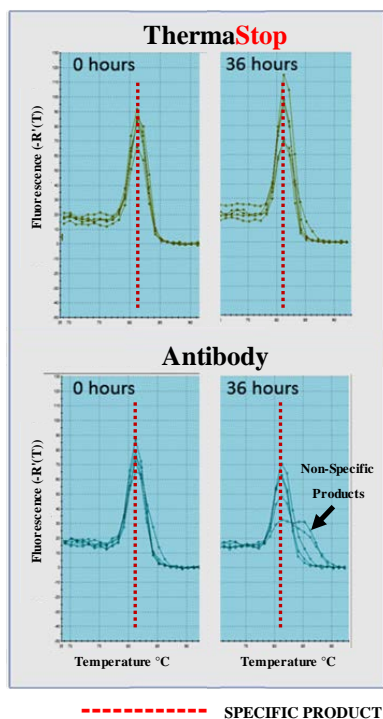 ThermaStop
0 hours
36 hours
Fluorescence (-R'(T))
Antibody
0 hours
36 hours
Non-Specific
Products
Fluorescence (-R'(T))
Temperature °C
Temperature °C
SPECIFIC PRODUCT